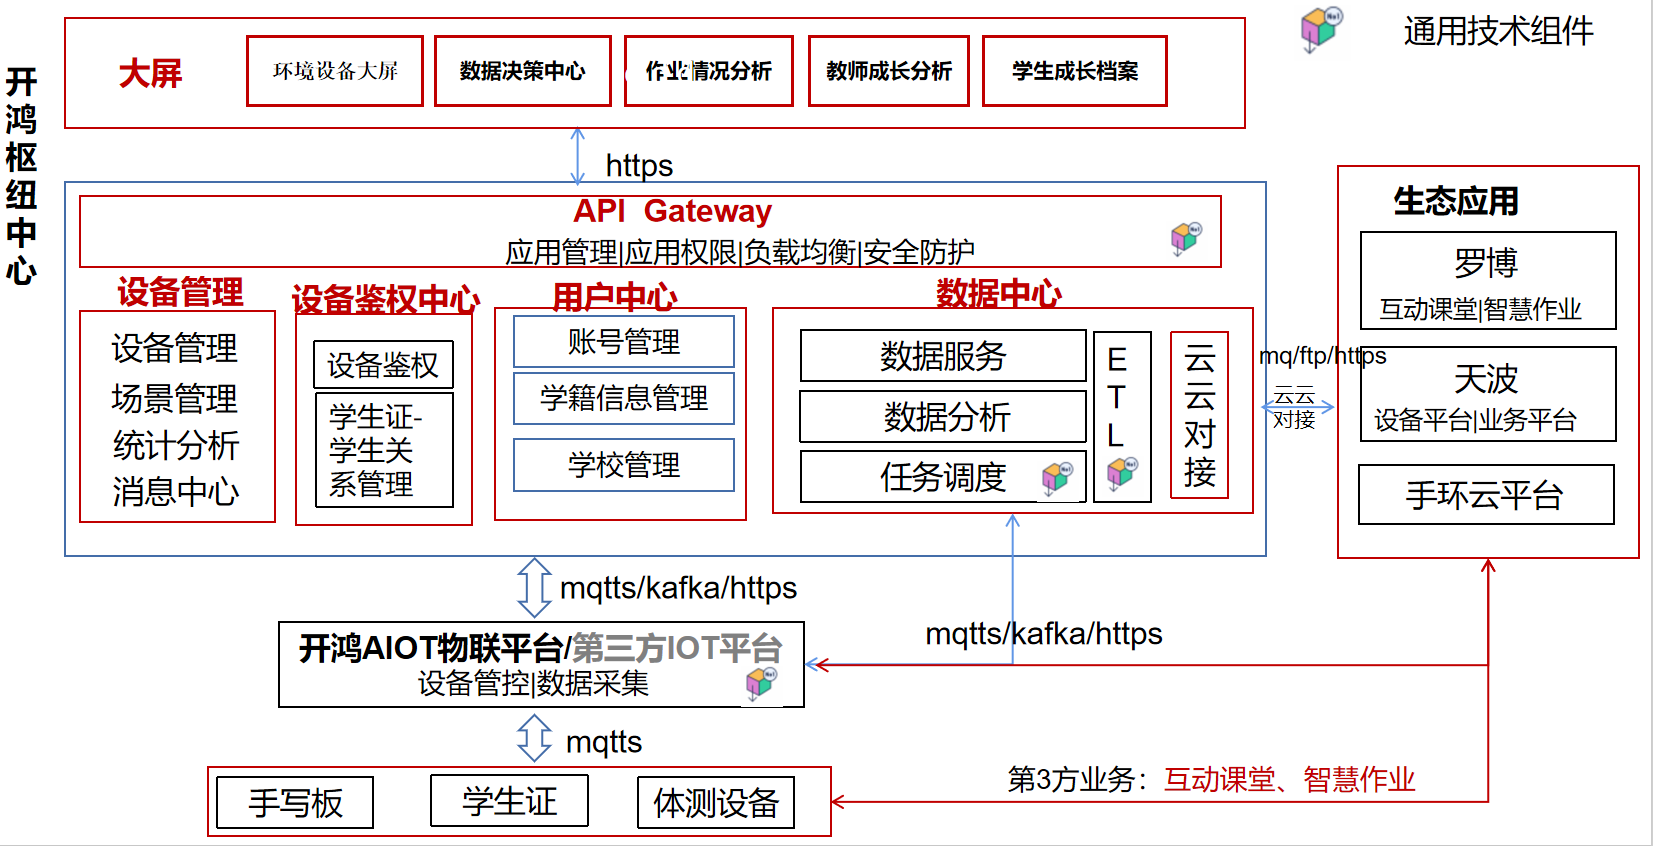 通用技术组件
开鸿枢纽中心
大屏
环境设备大屏
数据决策中心
作业情况分析
教师成长分析
学生成长档案
https
API Gateway
应用管理|应用权限|负载均衡|安全防护
设备管理
设备管理
场景管理
统计分析
消息中心
设备鉴权中心
设备鉴权
学生证-
学生关
系管理
用户中心
账号管理
学籍信息管理
学校管理
数据中心
数据服务
数据分析
任务调度
ETL
云云对接
mq/ftp/https
云云
对接
生态应用
罗博
互动课堂|智慧作业
天波
设备平台|业务平台
手环云平台
mqtts/kafka/https
mqtts/kafka/https
开鸿AIOT物联平台/第三方IOT平台
设备管控|数据采集
mqtts
手写板
学生证
体测设备
第3方业务：互动课堂、智慧作业